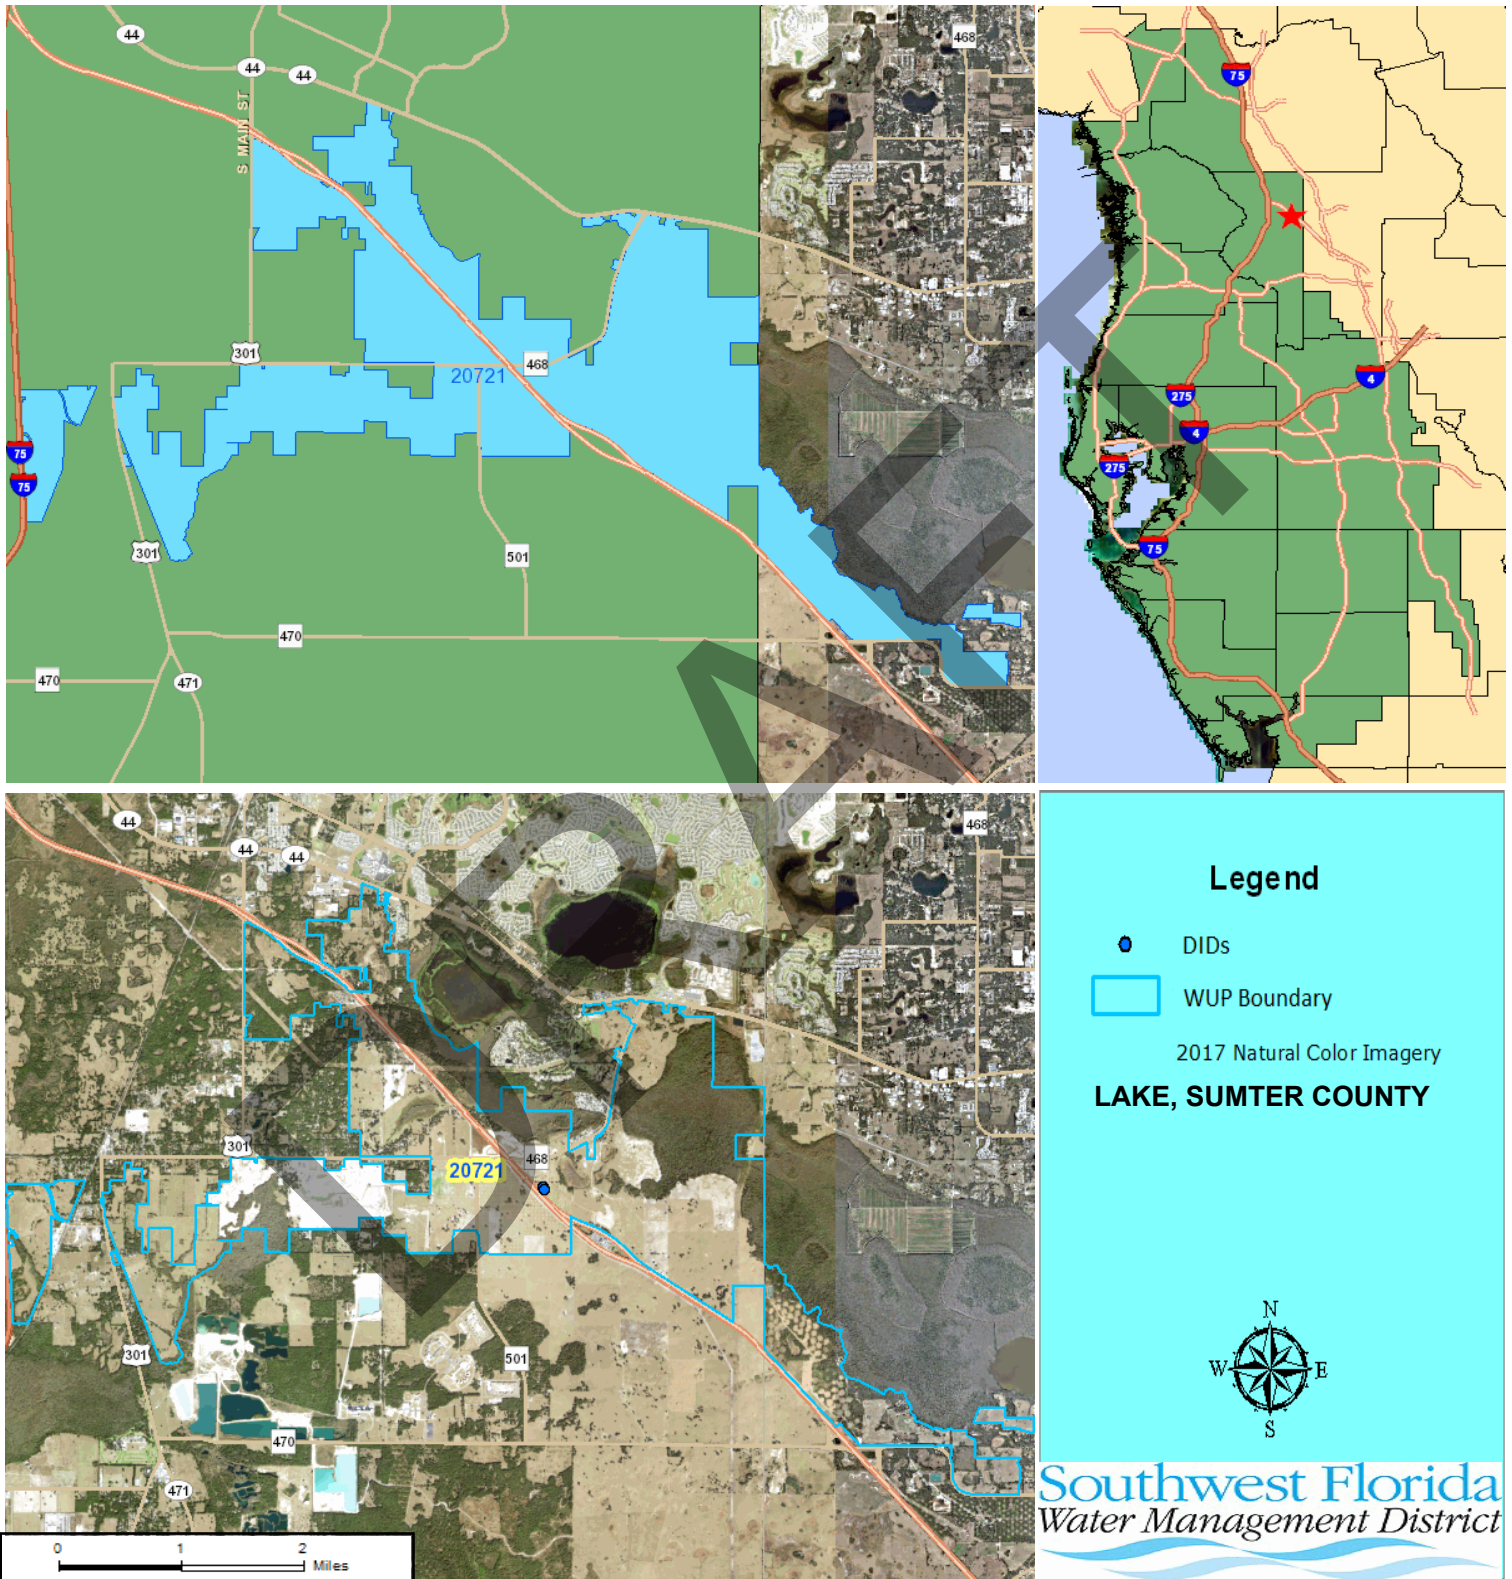 44
44
44
S MAIN ST
468
301
20721
468
75
75
301
501
470
470
471
75
275
4
4
275
75
DRAFT
44
44
44
468
301
20721
468
301
501
470
471
0 1 2
Miles
Legend
DIDs
WUP Boundary
2017 Natural Color Imagery
LAKE, SUMTER COUNTY
N
W E
S
Southwest Florida
Water Management District